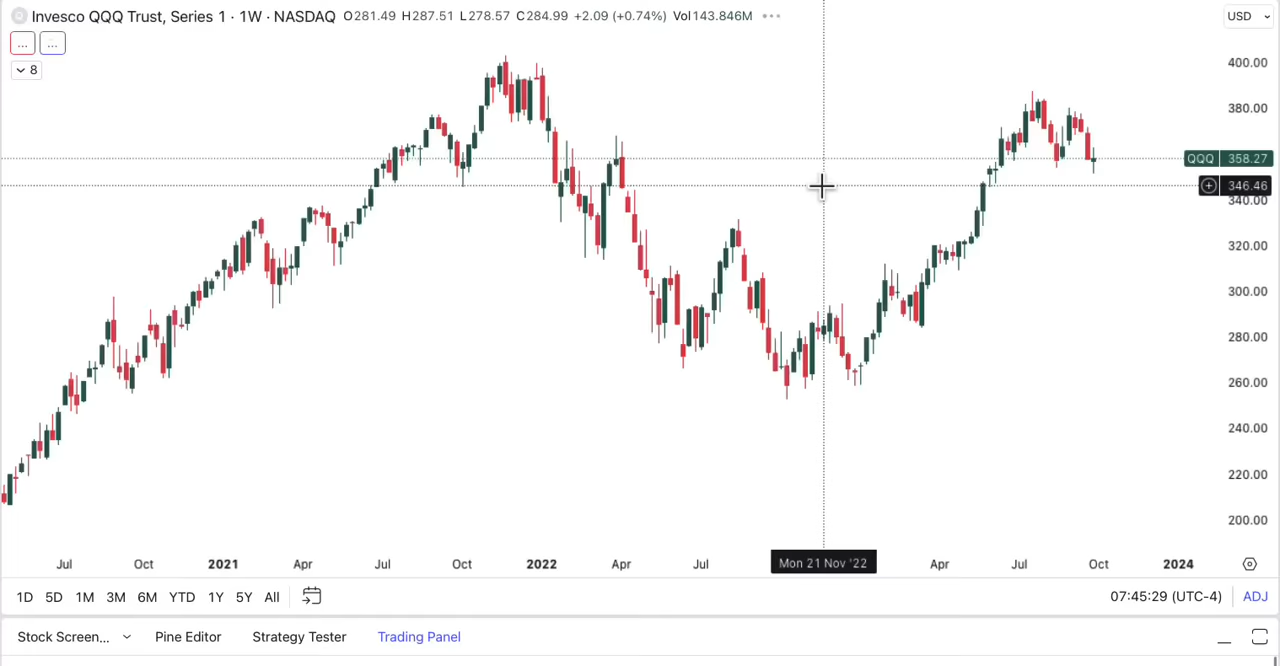 Invesco QQQ Trust, Series 1 · 1W · NASDAQ O281.49 H287.51 L278.57 C284.99 +2.09 (+0.74%) Vol143.846M
USD
... ...
8
400.00
380.00
QQQ 358.27
346.46
340.00
320.00
300.00
280.00
260.00
240.00
220.00
200.00
Jul Oct 2021 Apr Jul Oct 2022 Apr Jul Mon 21 Nov '22 Apr Jul Oct 2024
1D 5D 1M 3M 6M YTD 1Y 5Y All 07:45:29 (UTC-4) ADJ
Stock Screen... Pine Editor Strategy Tester Trading Panel